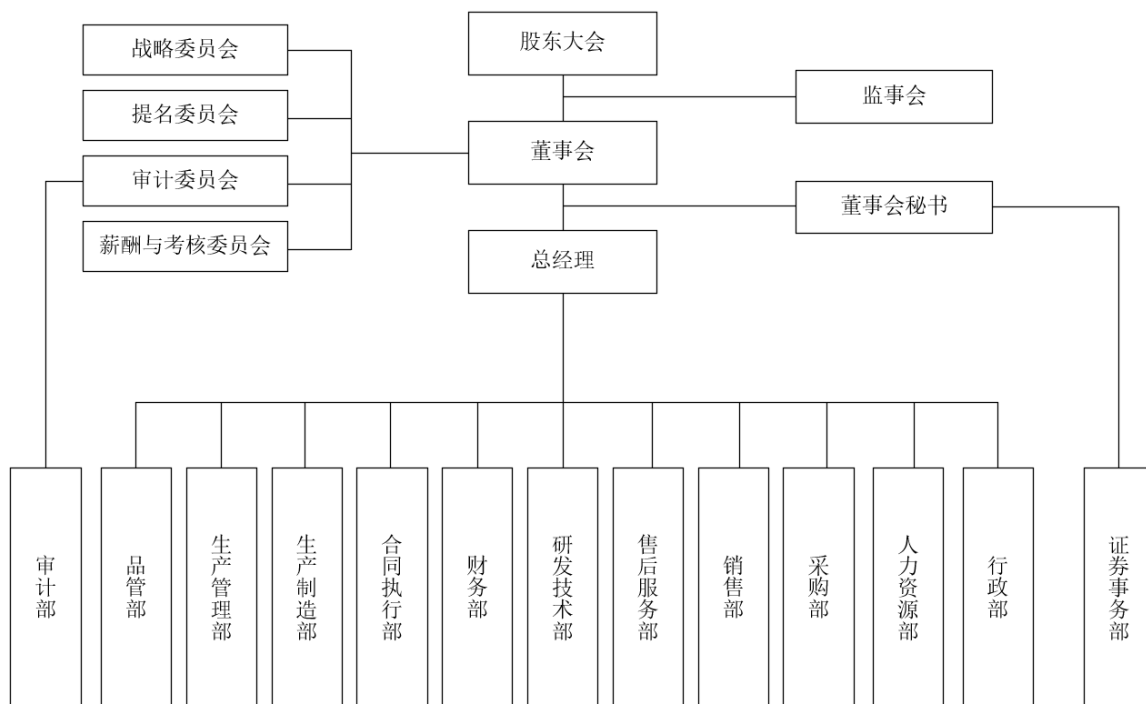 股东大会
战略委员会
监事会
提名委员会
董事会
审计委员会
董事会秘书
薪酬与考核委员会
总经理
审计部
品管部
生产管理部
生产制造部
合同执行部
财务部
研发技术部
售后服务部
销售部
采购部
人力资源部
行政部
证券事务部